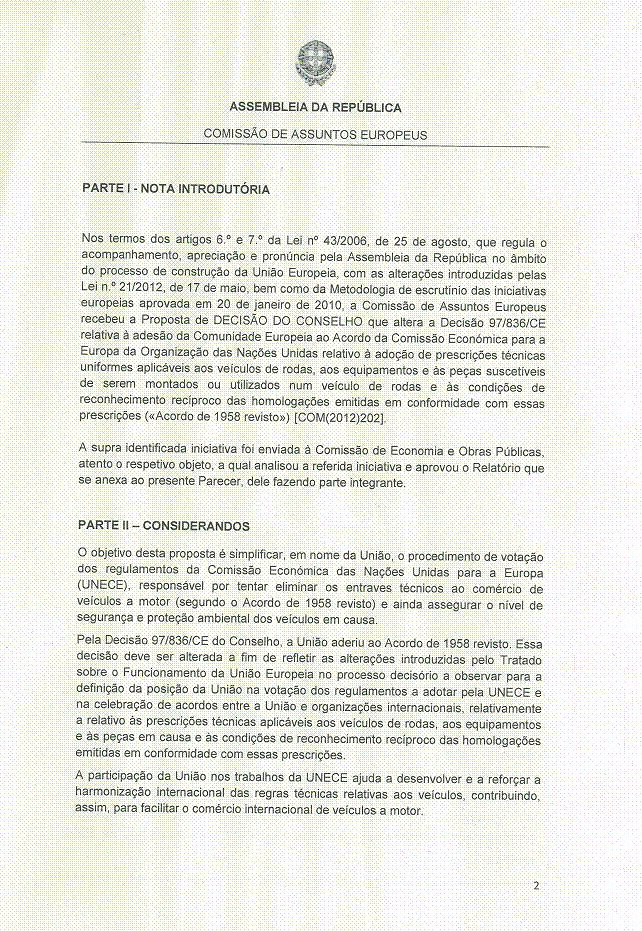 ASSEMBLEIA DA REPÚBLICA
COMISSÃO DE ASSUNTOS EUROPEUS
PARTE I - NOTA INTRODUTÓRIA
Nos termos dos artigos 6.º e 7.º da Lei nº 43/2006, de 25 de agosto, que regula o
acompanhamento, apreciação e pronúncia pela Assembleia da República no âmbito
do processo de construção da União Europeia, com as alterações introduzidas pelas
Lei n.º 21/2012, de 17 de maio, bem como da Metodologia de escrutínio das iniciativas
europeias aprovada em 20 de janeiro de 2010, a Comissão de Assuntos Europeus
recebeu a Proposta de DECISÃO DO CONSELHO que altera a Decisão 97/836/CE
relativa à adesão da Comunidade Europeia ao Acordo da Comissão Económica para a
Europa da Organização das Nações Unidas relativo à adoção de prescrições técnicas
uniformes aplicáveis aos veículos de rodas, aos equipamentos e às peças suscetíveis
de serem montados ou utilizados num veículo de rodas e às condições de
reconhecimento recíproco das homologações emitidas em conformidade com essas
prescrições («Acordo de 1958 revisto») [COM(2012)202].
A supra identificada iniciativa foi enviada à Comissão de Economia e Obras Públicas,
atento o respetivo objeto, a qual analisou a referida iniciativa e aprovou o Relatório que
se anexa ao presente Parecer, dele fazendo parte integrante.
PARTE II – CONSIDERANDOS
O objetivo desta proposta é simplificar, em nome da União, o procedimento de votação
dos regulamentos da Comissão Económica das Nações Unidas para a Europa
(UNECE), responsável por tentar eliminar os entraves técnicos ao comércio de
veículos a motor (segundo o Acordo de 1958 revisto) e ainda assegurar o nível de
segurança e proteção ambiental dos veículos em causa.
Pela Decisão 97/836/CE do Conselho, a União aderiu ao Acordo de 1958 revisto. Essa
decisão deve ser alterada a fim de refletir as alterações introduzidas pelo Tratado
sobre o Funcionamento da União Europeia no processo decisório a observar para a
definição da posição da União na votação dos regulamentos a adotar pela UNECE e
na celebração de acordos entre a União e organizações internacionais, relativamente
a relativo às prescrições técnicas aplicáveis aos veículos de rodas, aos equipamentos
e às peças em causa e às condições de reconhecimento recíproco das homologações
emitidas em conformidade com essas prescrições.
A participação da União nos trabalhos da UNECE ajuda a desenvolver e a reforçar a
harmonização internacional das regras técnicas relativas aos veículos, contribuindo,
assim, para facilitar o comércio internacional de veículos a motor.
2